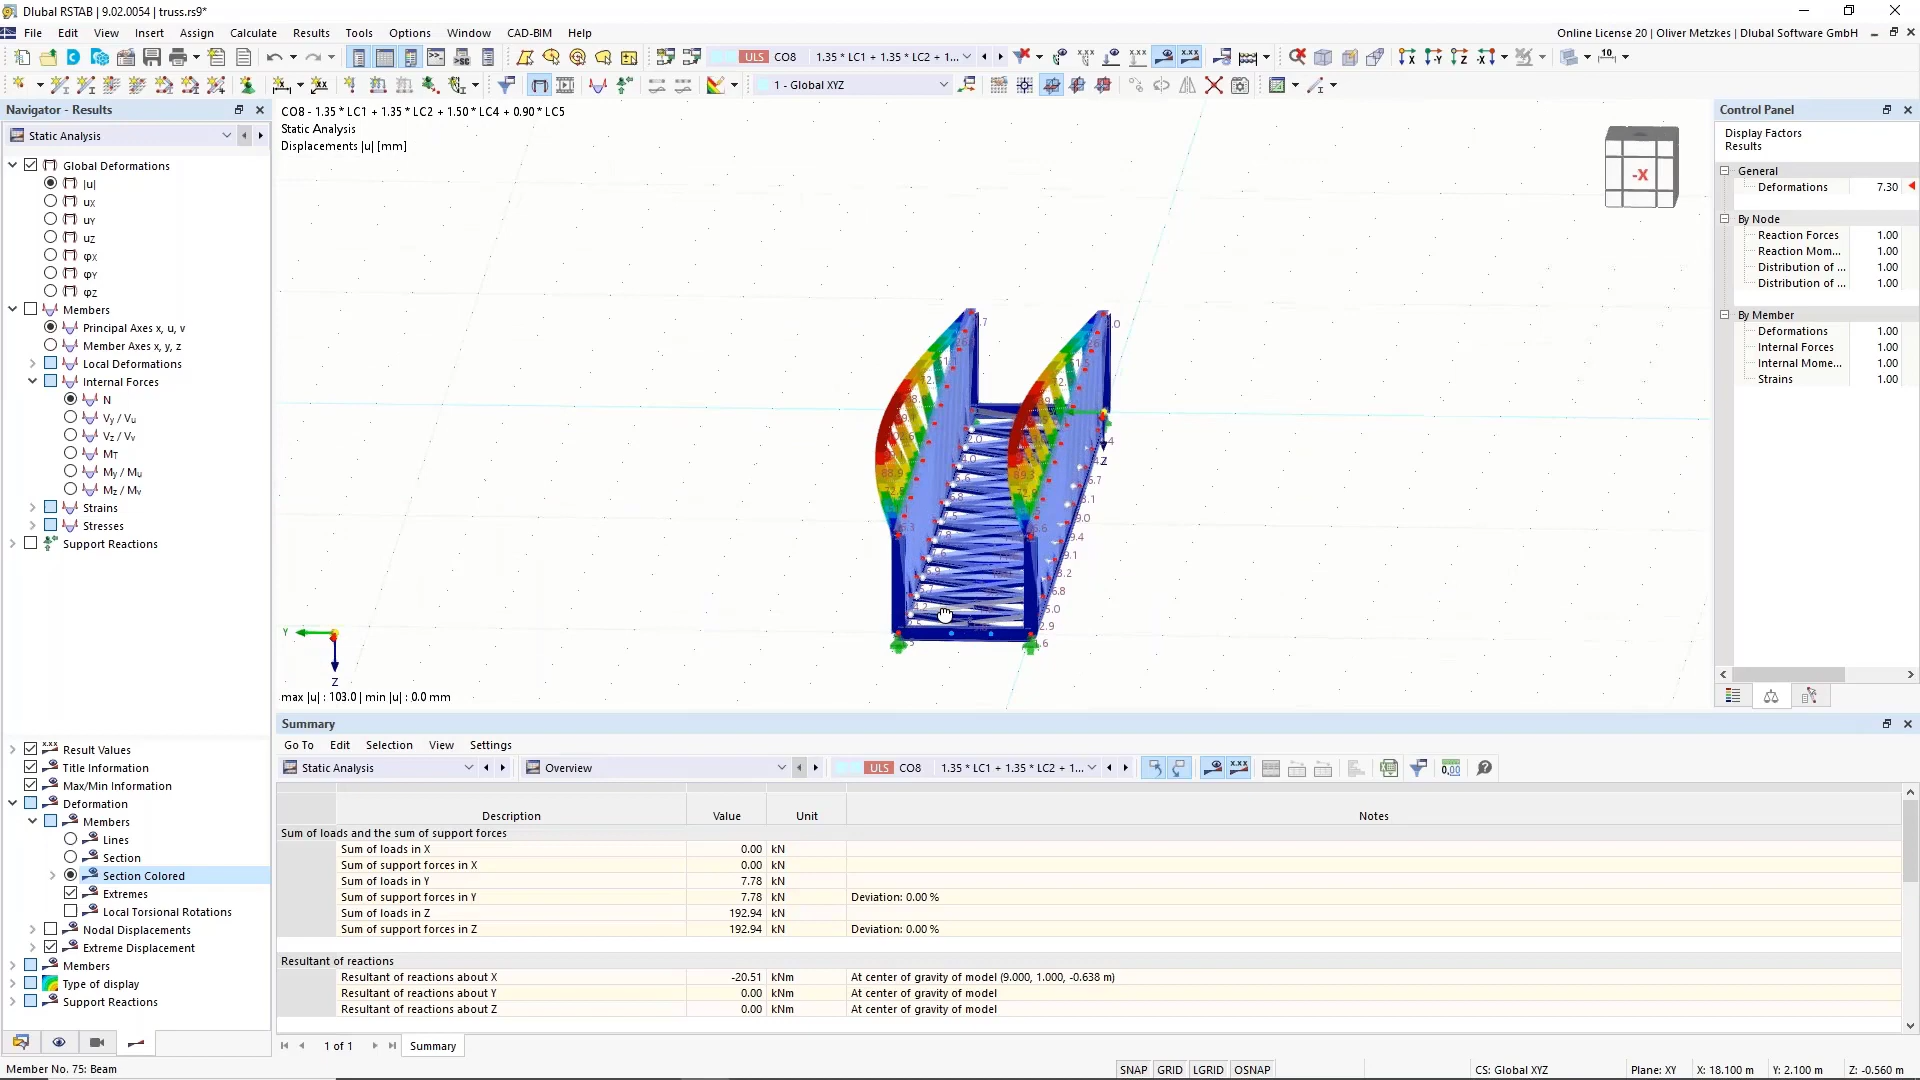 Dlubal RSTAB | 9.02.0054 | truss.rs9*
File Edit View Insert Assign Calculate Results Tools Options Window CAD-BIM Help
Online License 20 | Oliver Metzkes | Dlubal Software GmbH
ULS CO8 1.35 * LC1 + 1.35 * LC2 + 1...
1 - Global XYZ
Navigator - Results
Static Analysis
Global Deformations
|u|
uX
uY
uZ
φX
φY
φZ
Members
Principal Axes x, u, v
Member Axes x, y, z
Local Deformations
Internal Forces
N
Vy / Vu
Vz / Vv
MT
My / Mu
Mz / Mv
Strains
Stresses
Support Reactions
Result Values
Title Information
Max/Min Information
Deformation
Members
Lines
Section
Section Colored
Extremes
Local Torsional Rotations
Nodal Displacements
Extreme Displacement
Members
Type of display
Support Reactions
CO8 - 1.35 * LC1 + 1.35 * LC2 + 1.50 * LC4 + 0.90 * LC5
Static Analysis
Displacements |u| [mm]
-X
Y
Z
Z
max |u| : 103.0 | min |u| : 0.0 mm
Control Panel
Display Factors
Results
General
Deformations 7.30
By Node
Reaction Forces 1.00
Reaction Mom... 1.00
Distribution of ... 1.00
Distribution of ... 1.00
By Member
Deformations 1.00
Internal Forces 1.00
Internal Mome... 1.00
Strains 1.00
Summary
Go To Edit Selection View Settings
Static Analysis Overview ULS CO8 1.35 * LC1 + 1.35 * LC2 + 1...
Description Value Unit Notes
Sum of loads and the sum of support forces
Sum of loads in X 0.00 kN
Sum of support forces in X 0.00 kN
Sum of loads in Y 7.78 kN
Sum of support forces in Y 7.78 kN Deviation: 0.00 %
Sum of loads in Z 192.94 kN
Sum of support forces in Z 192.94 kN Deviation: 0.00 %
Resultant of reactions
Resultant of reactions about X -20.51 kNm At center of gravity of model (9.000, 1.000, -0.638 m)
Resultant of reactions about Y 0.00 kNm At center of gravity of model
Resultant of reactions about Z 0.00 kNm At center of gravity of model
1 of 1 Summary
Member No. 75: Beam
SNAP GRID LGRID OSNAP
CS: Global XYZ
Plane: XY X: 18.100 m Y: 2.100 m Z: -0.560 m